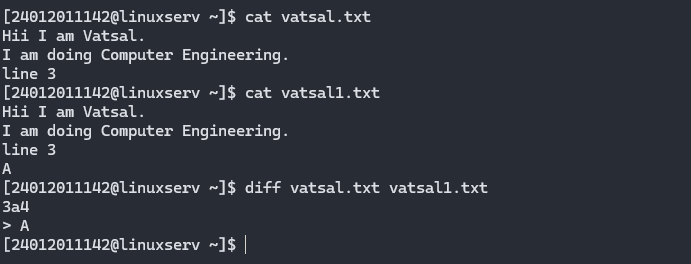 [24012011142@linuxserv ~]$ cat vatsal.txt
Hii I am Vatsal.
I am doing Computer Engineering.
line 3
[24012011142@linuxserv ~]$ cat vatsal1.txt
Hii I am Vatsal.
I am doing Computer Engineering.
line 3
A
[24012011142@linuxserv ~]$ diff vatsal.txt vatsal1.txt
3a4
> A
[24012011142@linuxserv ~]$